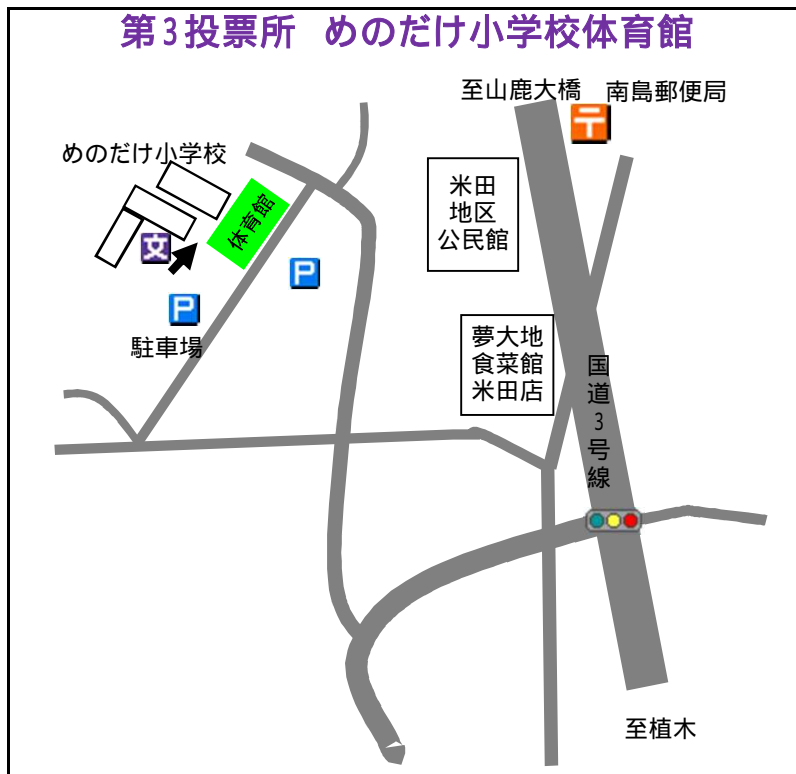 第3投票所 めのだけ小学校体育館
至山鹿大橋
南島郵便局
〒
めのだけ小学校
体育館
文
P
P
駐車場
米田
地区
公民館
夢大地
食菜館
米田店
国道3号線
至植木